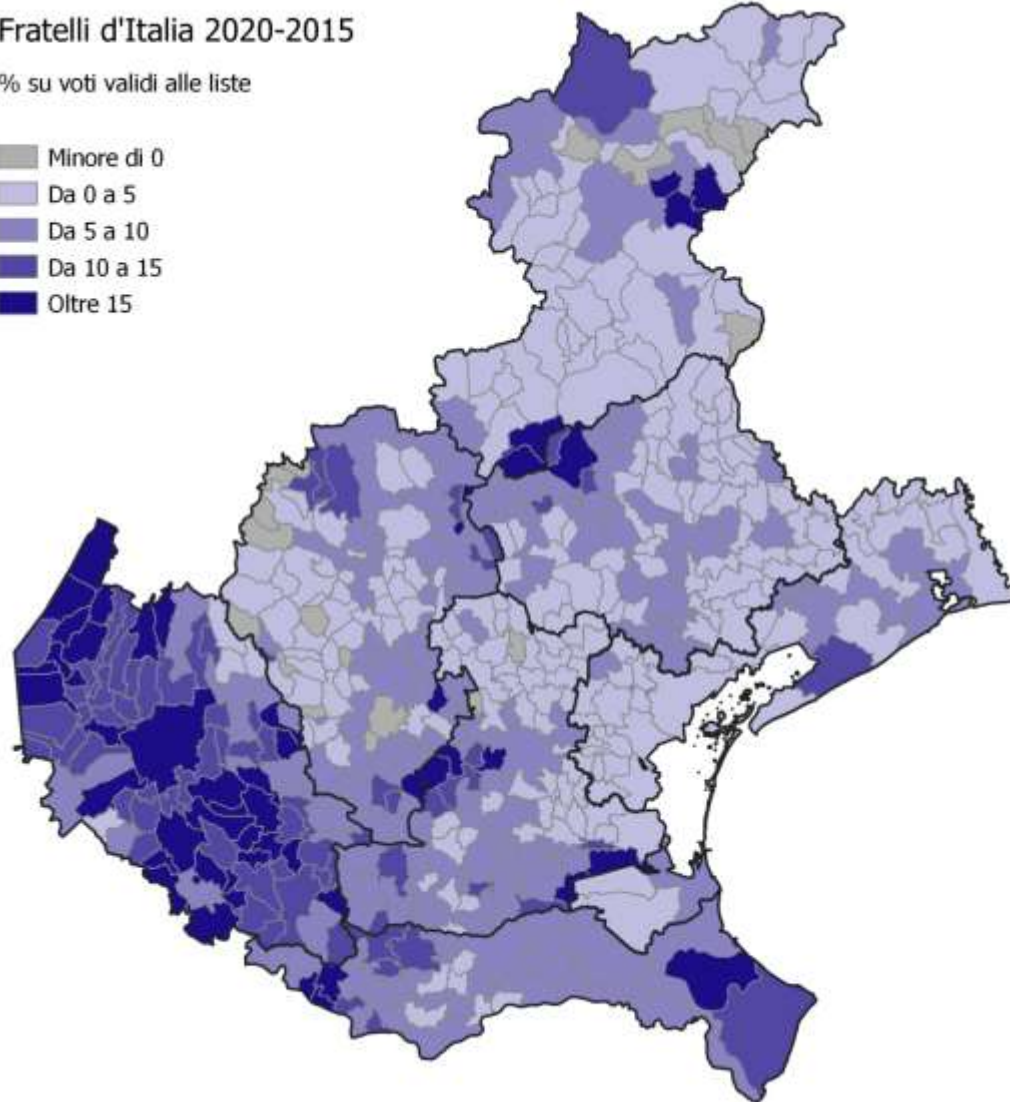 Fratelli d'Italia 2020-2015
% su voti validi alle liste
Minore di 0
Da 0 a 5
Da 5 a 10
Da 10 a 15
Oltre 15